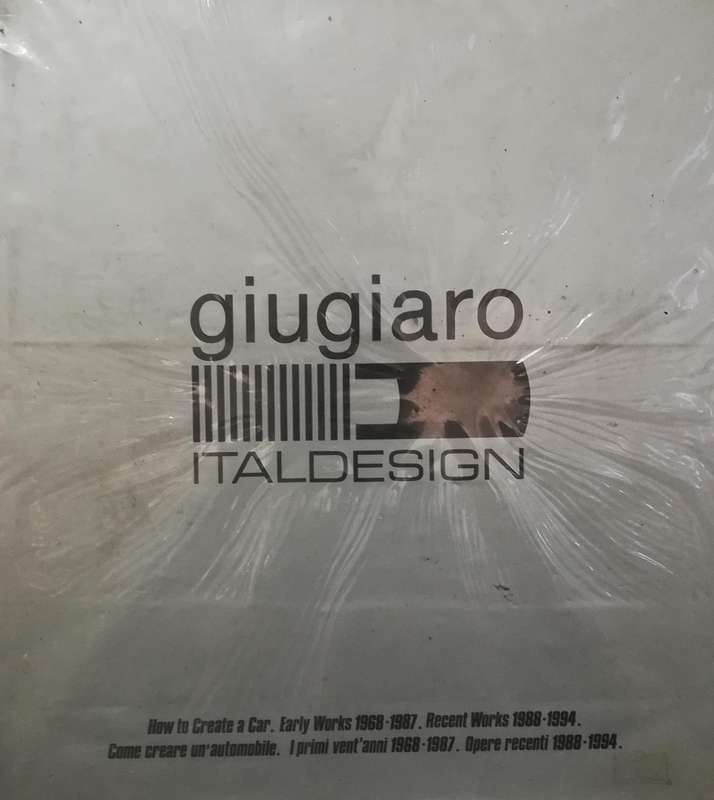 giugiaro
ITALDESIGN
How to Create a Car. Early Works 1968-1987. Recent Works 1988-1994.
Come creare un'automobile. I primi vent'anni 1968-1987. Opere recenti 1988-1994.